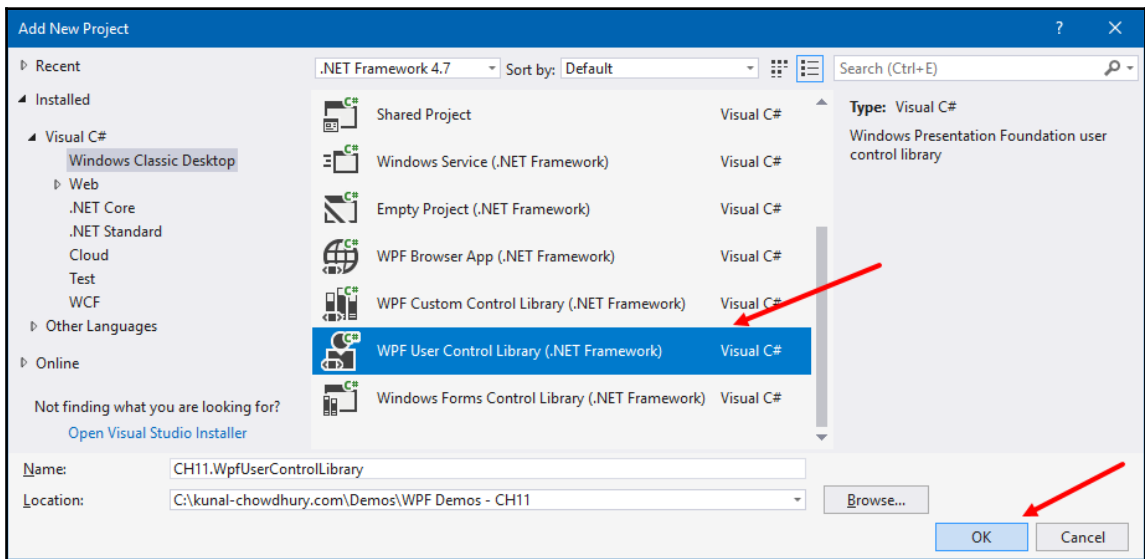 Add New Project
? ×
Recent
Installed
Visual C#
Windows Classic Desktop
Web
.NET Core
.NET Standard
Cloud
Test
WCF
Other Languages
Online
Not finding what you are looking for?
Open Visual Studio Installer
.NET Framework 4.7 Sort by: Default
Search (Ctrl+E)
C# Shared Project Visual C#
C# Windows Service (.NET Framework) Visual C#
C# Empty Project (.NET Framework) Visual C#
C# WPF Browser App (.NET Framework) Visual C#
C# WPF Custom Control Library (.NET Framework) Visual C#
C# WPF User Control Library (.NET Framework) Visual C#
C# Windows Forms Control Library (.NET Framework) Visual C#
Type: Visual C#
Windows Presentation Foundation user
control library
Name: CH11.WpfUserControlLibrary
Location: C:\kunal-chowdhury.com\Demos\WPF Demos - CH11 Browse...
OK Cancel